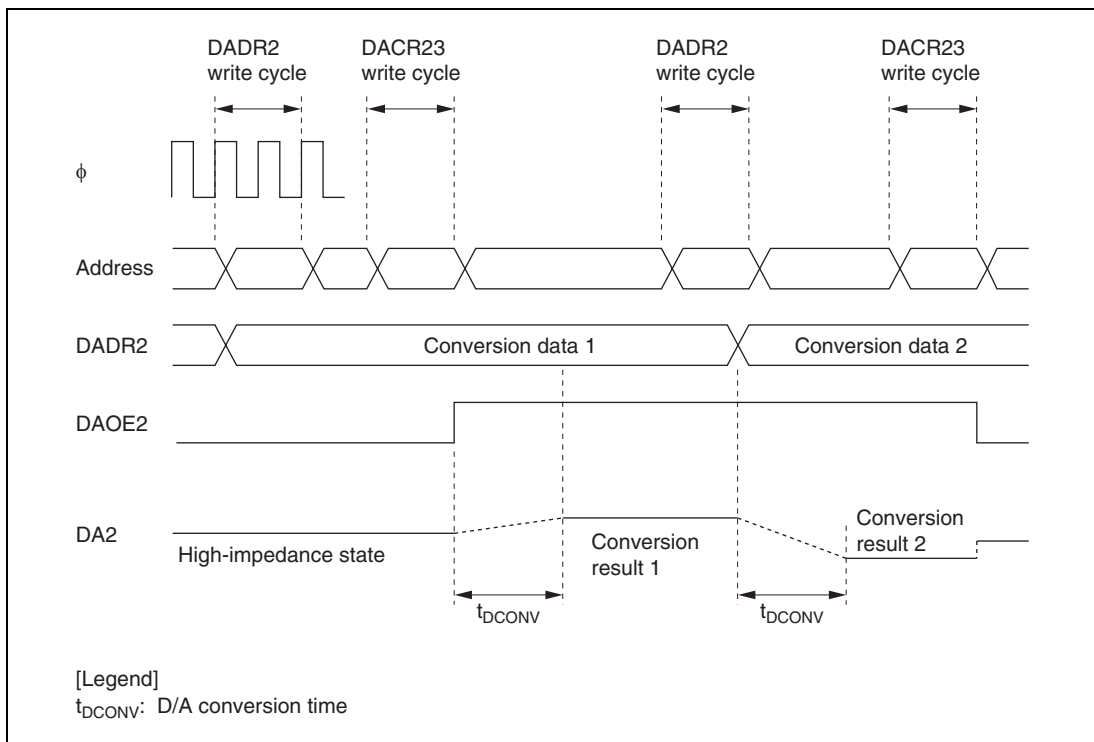 DADR2
write cycle
DACR23
write cycle
DADR2
write cycle
DACR23
write cycle
ϕ
Address
DADR2
Conversion data 1
Conversion data 2
DAOE2
DA2
High-impedance state
Conversion
result 1
Conversion
result 2
tDCONV
tDCONV
[Legend]
tDCONV: D/A conversion time